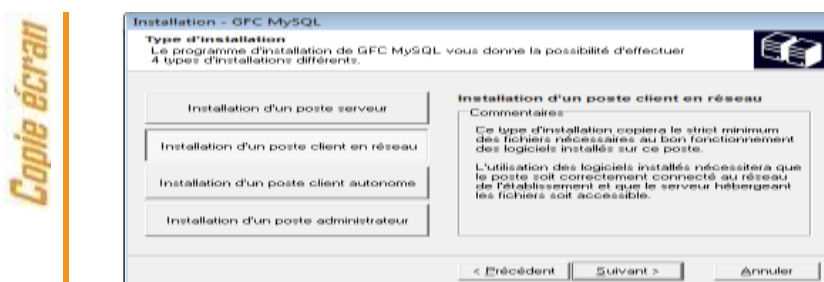 Copie écran
Installation - GFC MySQL
Type d'installation
Le programme d'installation de GFC MySQL vous donne la possibilité d'effectuer
4 types d'installations différents.
Installation d'un poste serveur
Installation d'un poste client en réseau
Installation d'un poste client autonome
Installation d'un poste administrateur
Installation d'un poste client en réseau
Commentaires
Ce type d'installation copiera le strict minimum
des fichiers nécessaires au bon fonctionnement
des logiciels installés sur ce poste.
L'utilisation des logiciels installés nécessitera que
le poste soit correctement connecté au réseau
de l'établissement et que le serveur hébergeant
les fichiers soit accessible.
< Précédent
Suivant >
Annuler